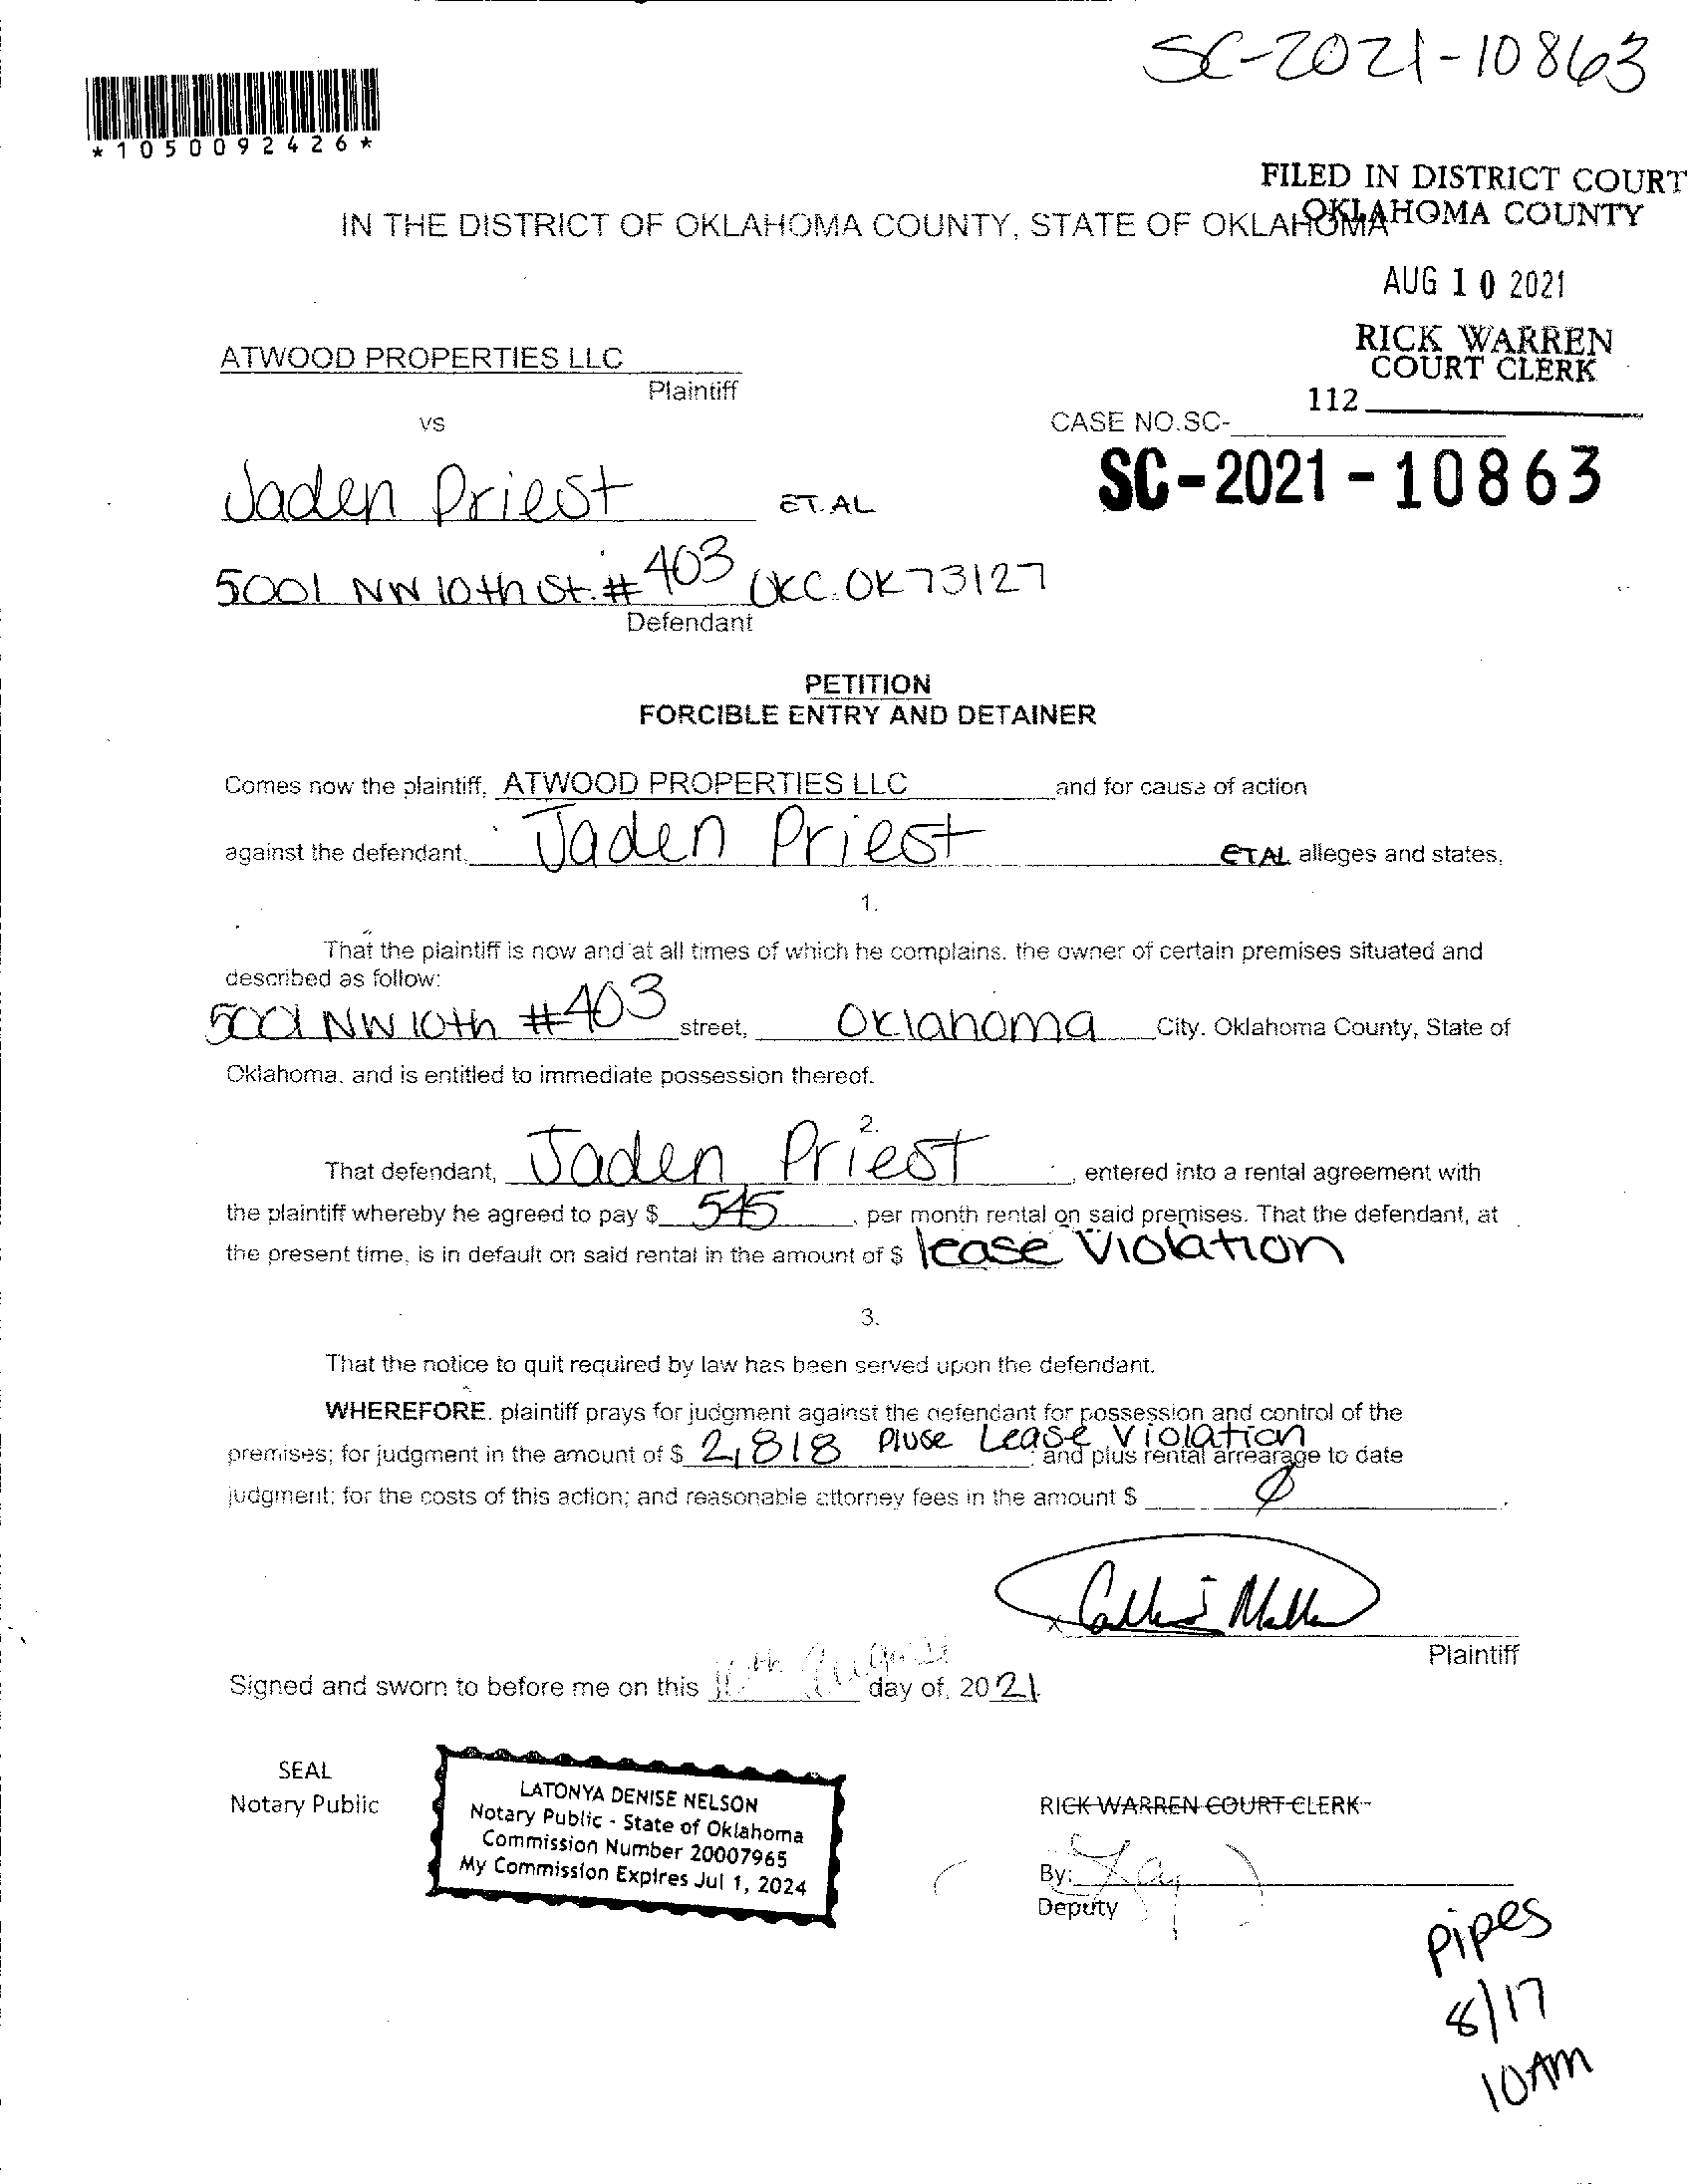 SC-2021-10863
*1050092426*
FILED IN DISTRICT COURT
OKLAHOMA COUNTY
IN THE DISTRICT OF OKLAHOMA COUNTY, STATE OF OKLAHOMA
AUG 10 2021
RICK WARREN
COURT CLERK
112
ATWOOD PROPERTIES LLC
Plaintiff
vs
CASE NO.SC-
SC-2021-10863
Jaden Priest ET.AL
5001 NW 10th St. #403 OKC. OK 73127
Defendant
PETITION
FORCIBLE ENTRY AND DETAINER
Comes now the plaintiff, ATWOOD PROPERTIES LLC and for cause of action
against the defendant, Jaden Priest ETAL alleges and states,
1.
That the plaintiff is now and at all times of which he complains, the owner of certain premises situated and
described as follow:
5001 NW 10th #403 street, Oklahoma City. Oklahoma County, State of
Oklahoma, and is entitled to immediate possession thereof.
2.
That defendant, Jaden Priest, entered into a rental agreement with
the plaintiff whereby he agreed to pay $ 545, per month rental on said premises. That the defendant, at
the present time, is in default on said rental in the amount of $ lease Violation
3.
That the notice to quit required by law has been served upon the defendant.
WHEREFORE, plaintiff prays for judgment against the defendant for possession and control of the
premises; for judgment in the amount of $ 2,818 Pluse Lease Violation; and plus rental arrearage to date
judgment; for the costs of this action; and reasonable attorney fees in the amount $ Ø.
x
Plaintiff
Signed and sworn to before me on this 10th August day of, 2021.
SEAL
Notary Public
LATONYA DENISE NELSON
Notary Public - State of Oklahoma
Commission Number 20007965
My Commission Expires Jul 1, 2024
RICK WARREN COURT CLERK
By:
Deputy
Pipes
8/17
10AM